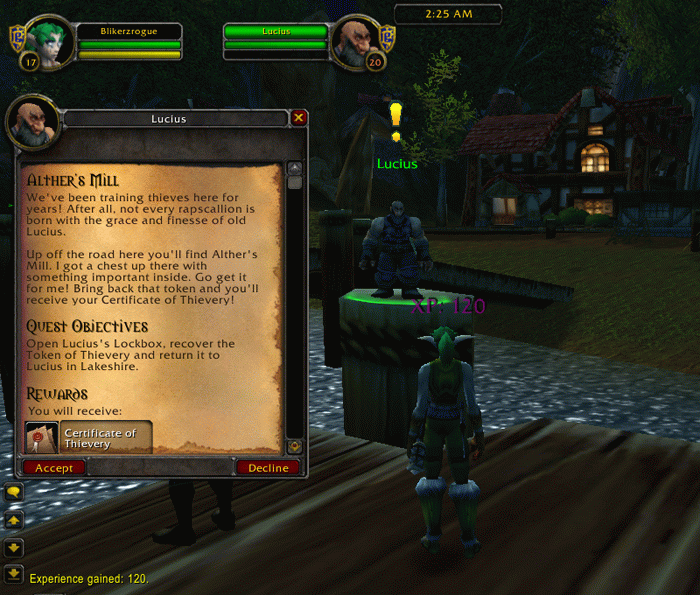 2:25 AM
Blikerzrogue
17
Lucius
20
Lucius
Lucius
Alther's Mill
We've been training thieves here for
years! After all, not every rapscallion is
born with the grace and finesse of old
Lucius.
Up off the road here you'll find Alther's
Mill. I got a chest up there with
something important inside. Go get it
for me! Bring back that token and you'll
receive your Certificate of Thievery!
Quest Objectives
Open Lucius's Lockbox, recover the
Token of Thievery and return it to
Lucius in Lakeshire.
Rewards
You will receive:
Certificate of
Thievery
Accept
Decline
XP: 120
Experience gained: 120.